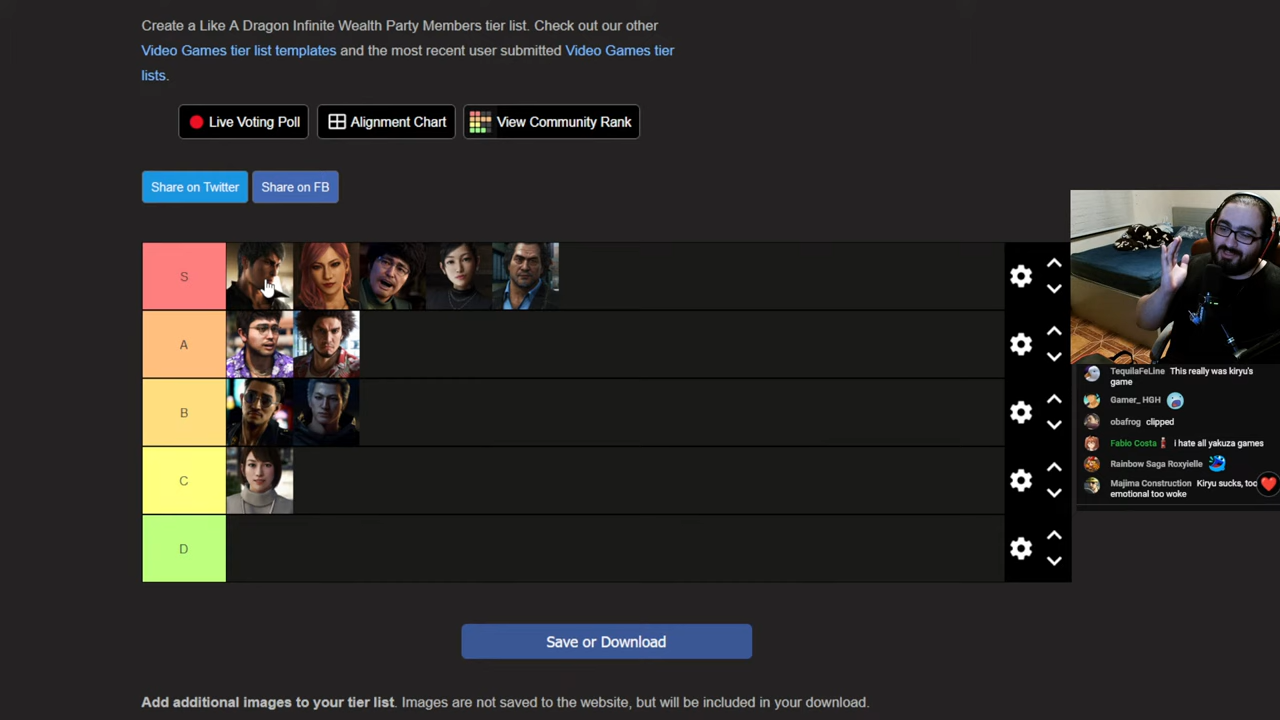 Create a Like A Dragon Infinite Wealth Party Members tier list. Check out our other
Video Games tier list templates and the most recent user submitted Video Games tier
lists.
Live Voting Poll
Alignment Chart
View Community Rank
Share on Twitter
Share on FB
S
A
B
C
D
TequilaFeLine This really was kiryu's
game
Gamer_HGH
obafrog clipped
Fabio Costa i hate all yakuza games
Rainbow Saga Roxyielle
Majima Construction Kiryu sucks, too
emotional too woke
Save or Download
Add additional images to your tier list. Images are not saved to the website, but will be included in your download.